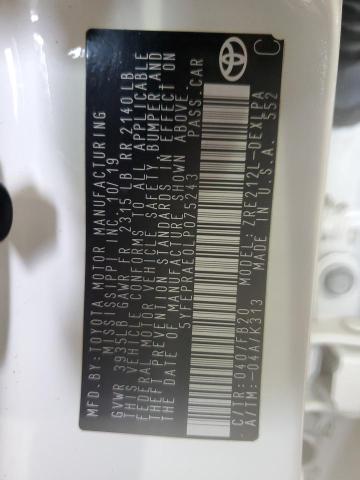 MFD. BY: TOYOTA MOTOR MANUFACTURING
MISSISSIPPI INC. 10/19
GVWR 3935LB GAWR FR 2315LB RR 2140LB
THIS VEHICLE CONFORMS TO ALL APPLICABLE
FEDERAL MOTOR VEHICLE SAFETY, BUMPER AND
THEFT PREVENTION STANDARDS IN EFFECT ON
THE DATE OF MANUFACTURE SHOWN ABOVE.
5YFEPRAE0LP075243 PASS. CAR
C/TR: 040/FB20 MODEL: ZRE212L-DEXLPA
A/TM: -04A/K313 MADE IN U.S.A. 552
C
TOYOTA